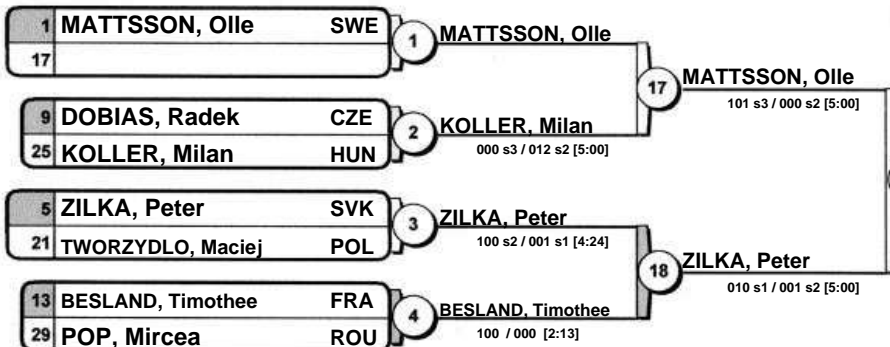 1 MATTSSON, Olle SWE
17
1
MATTSSON, Olle
17
MATTSSON, Olle
101 s3 / 000 s2 [5:00]
9 DOBIAS, Radek CZE
25 KOLLER, Milan HUN
2
KOLLER, Milan
000 s3 / 012 s2 [5:00]
5 ZILKA, Peter SVK
21 TWORZYDLO, Maciej POL
3
ZILKA, Peter
100 s2 / 001 s1 [4:24]
18
ZILKA, Peter
010 s1 / 001 s2 [5:00]
13 BESLAND, Timothee FRA
29 POP, Mircea ROU
4
BESLAND, Timothee
100 / 000 [2:13]